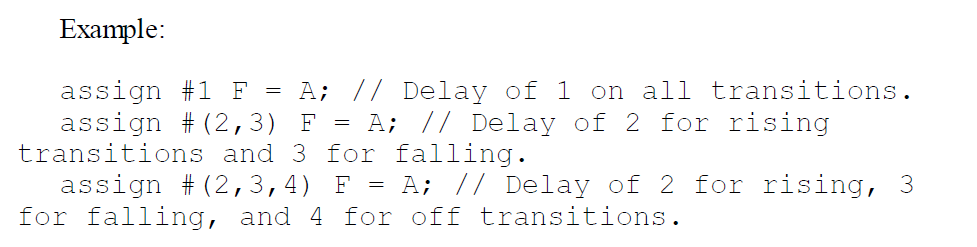 Example:
assign #1 F = A; // Delay of 1 on all transitions.
assign #(2,3) F = A; // Delay of 2 for rising
transitions and 3 for falling.
assign #(2,3,4) F = A; // Delay of 2 for rising, 3
for falling, and 4 for off transitions.